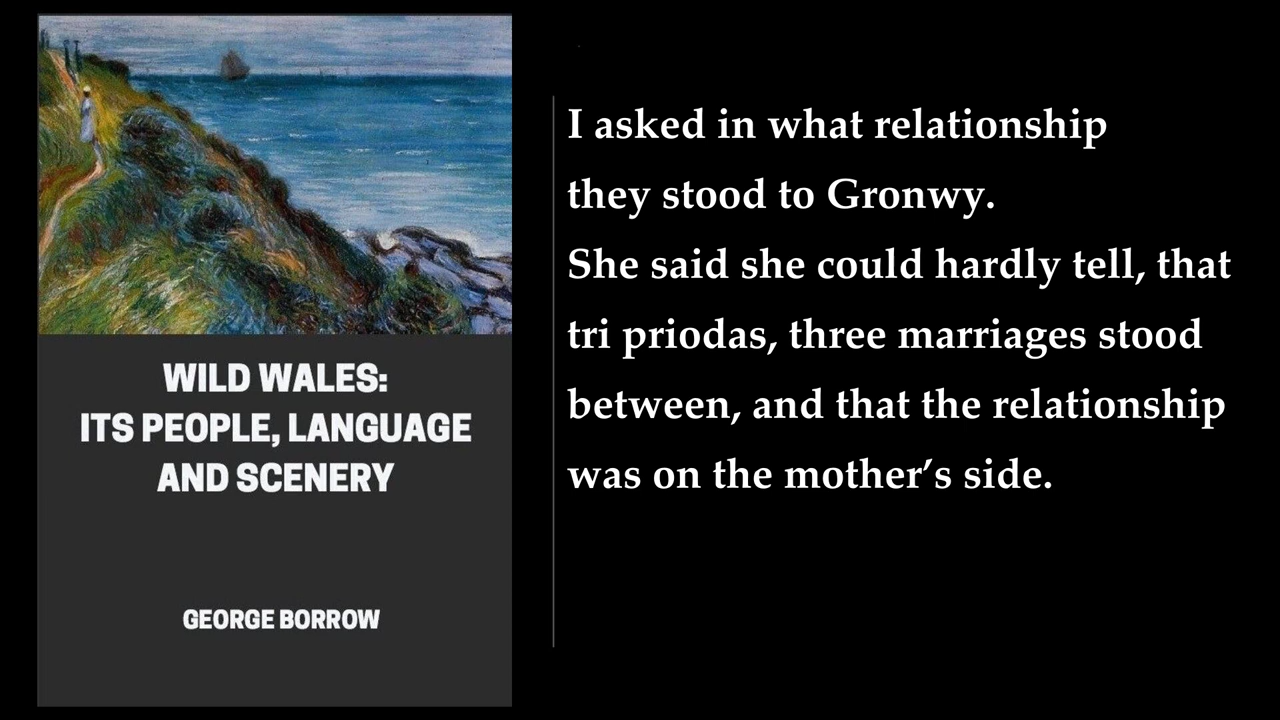 WILD WALES:
ITS PEOPLE, LANGUAGE
AND SCENERY
GEORGE BORROW
I asked in what relationship
they stood to Gronwy.
She said she could hardly tell, that
tri priodas, three marriages stood
between, and that the relationship
was on the mother’s side.